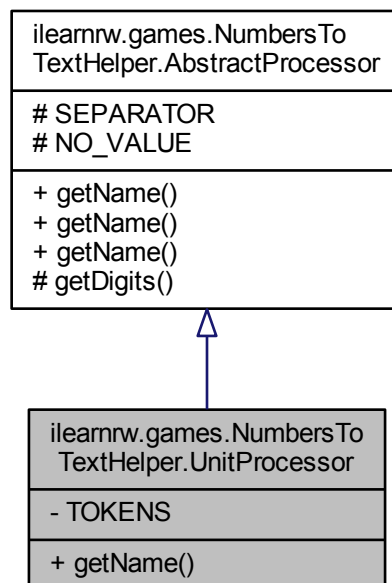 ilearnrw.games.NumbersTo
TextHelper.AbstractProcessor
# SEPARATOR
# NO_VALUE
+ getName()
+ getName()
+ getName()
# getDigits()
ilearnrw.games.NumbersTo
TextHelper.UnitProcessor
- TOKENS
+ getName()